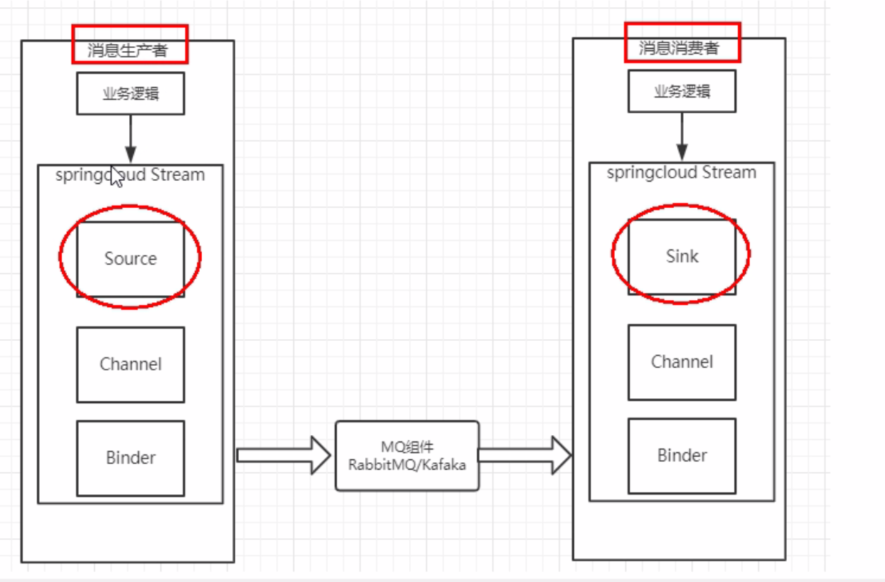 消息生产者
业务逻辑
springcloud Stream
Source
Channel
Binder
MQ组件
RabbitMQ/Kafaka
消息消费者
业务逻辑
springcloud Stream
Sink
Channel
Binder